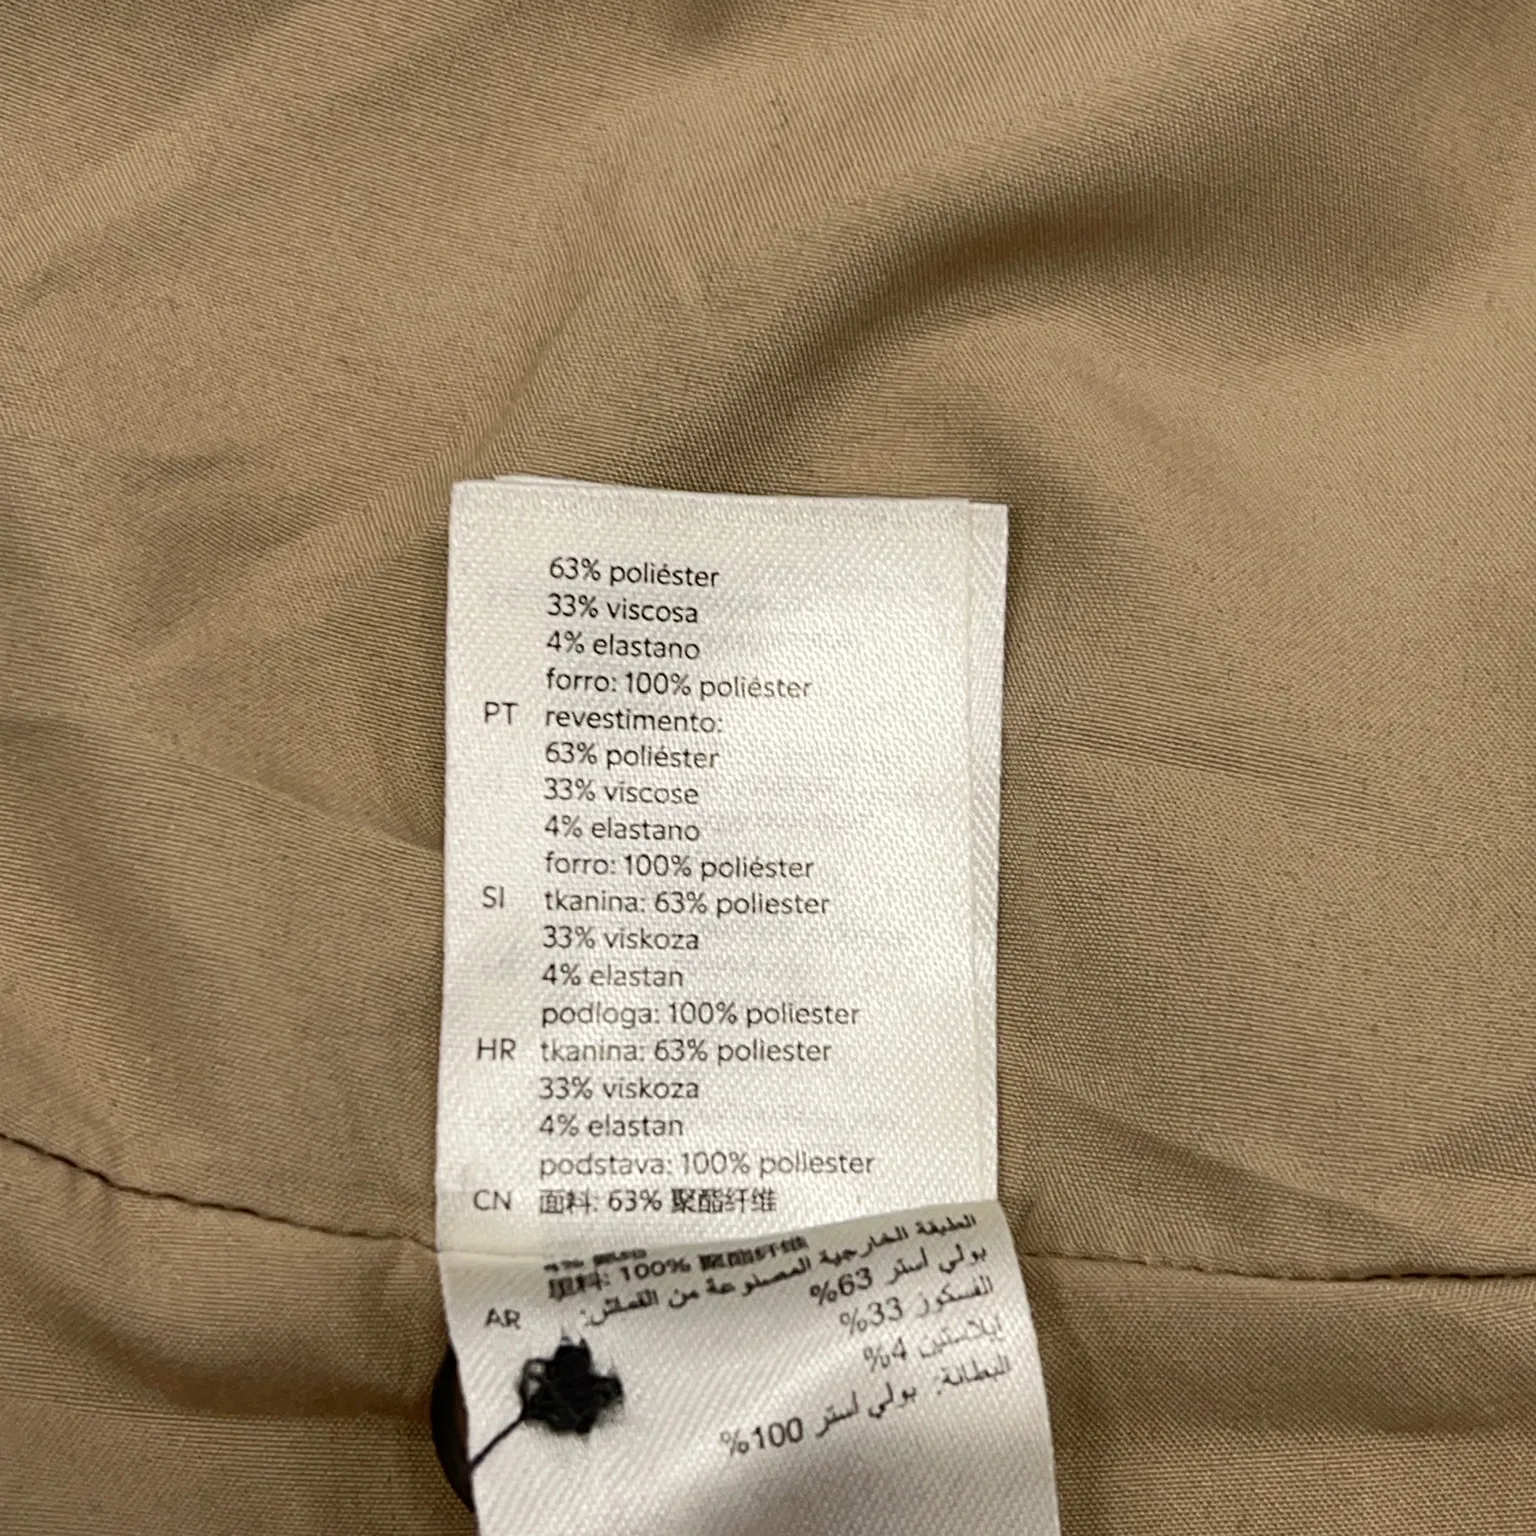 63% poliéster
33% viscosa
4% elastano
forro: 100% poliéster
PT revestimento:
63% poliéster
33% viscose
4% elastano
forro: 100% poliéster
SI tkanina: 63% poliester
33% viskoza
4% elastan
podloga: 100% poliester
HR tkanina: 63% poliester
33% viskoza
4% elastan
podstava: 100% poliester
CN 面料: 63% 聚酯纤维
100% 聚酯纤维
AR الطبقة الخارجية المصنوعة من القماش:
بولي استر 63%
الفسكوز 33%
ايلاستين 4%
البطانة: بولي استر 100%